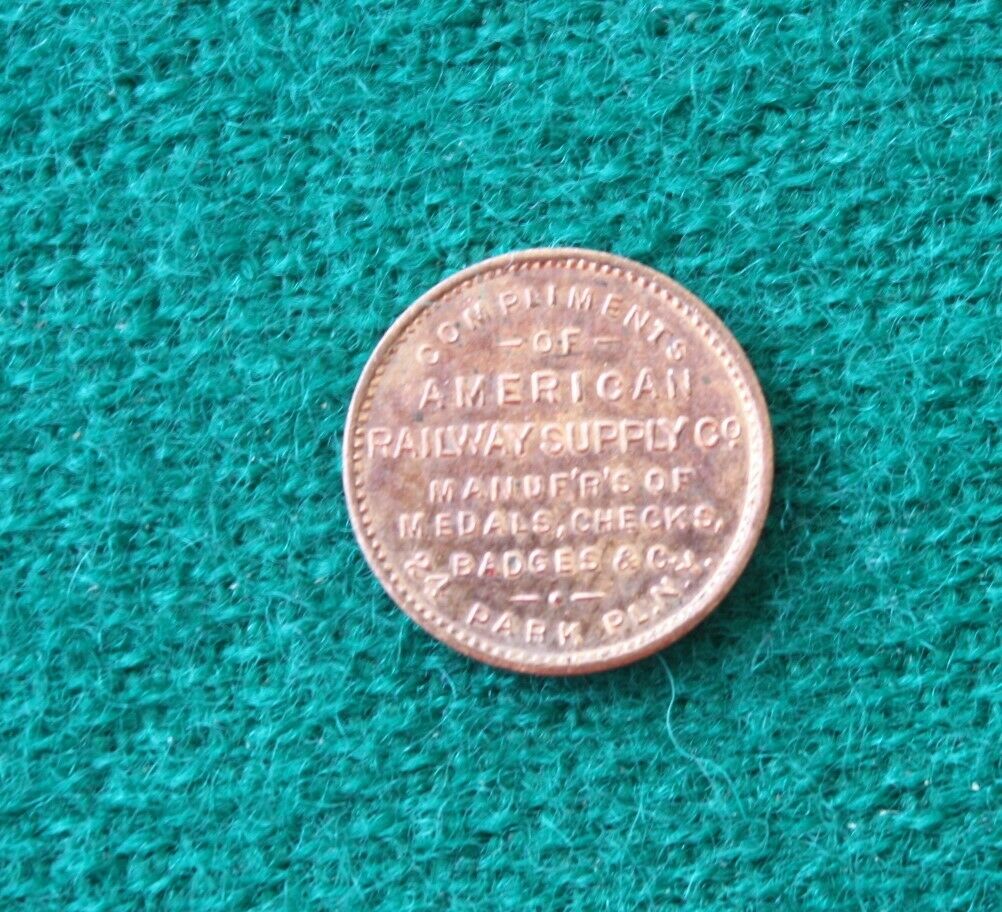 COMPLIMENTS
- OF -
AMERICAN
RAILWAY SUPPLY CO
MANUF'R'S OF
MEDALS, CHECKS,
BADGES & C.
24 PARK PL N.Y.